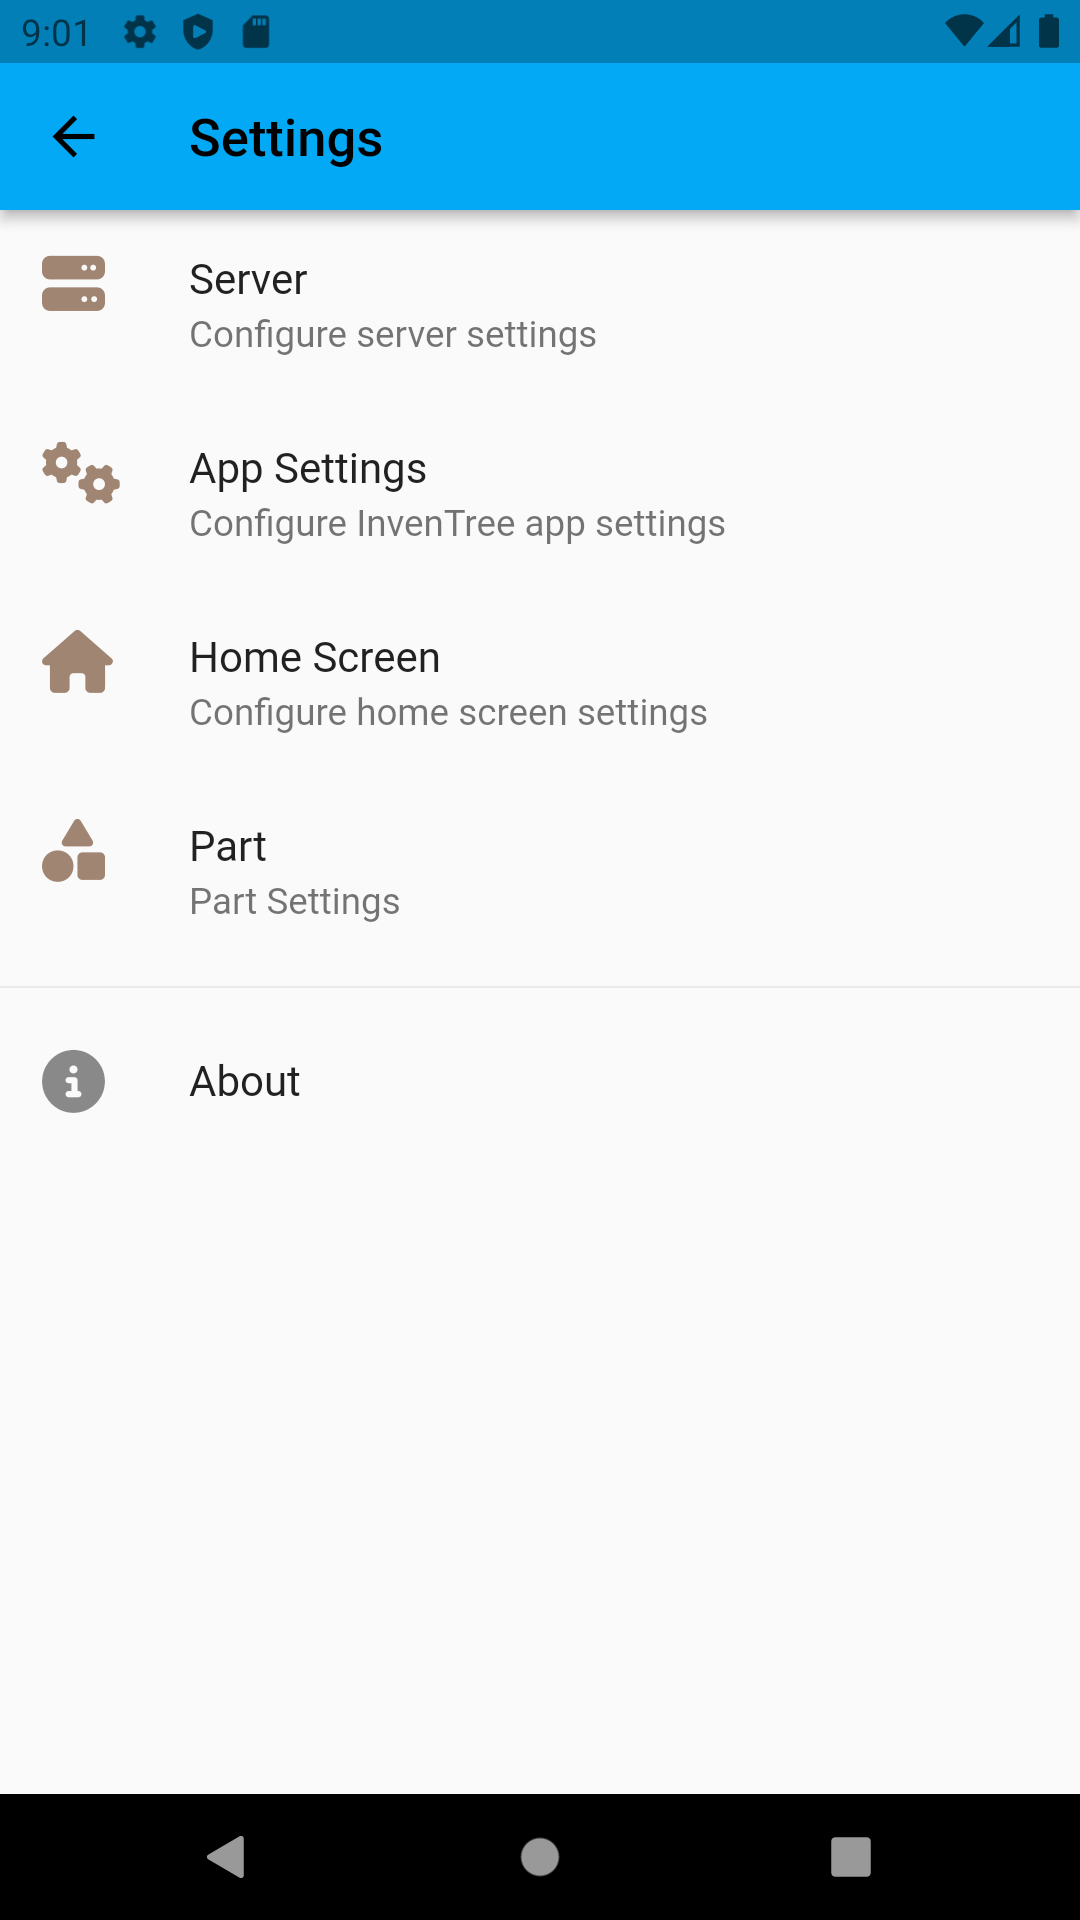 9:01
Settings
Server
Configure server settings
App Settings
Configure InvenTree app settings
Home Screen
Configure home screen settings
Part
Part Settings
About